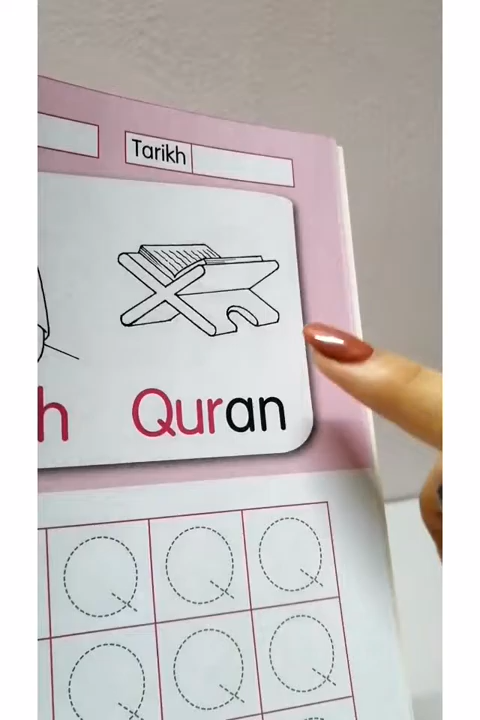 Tarikh
h Quran
Q Q Q
Q Q Q